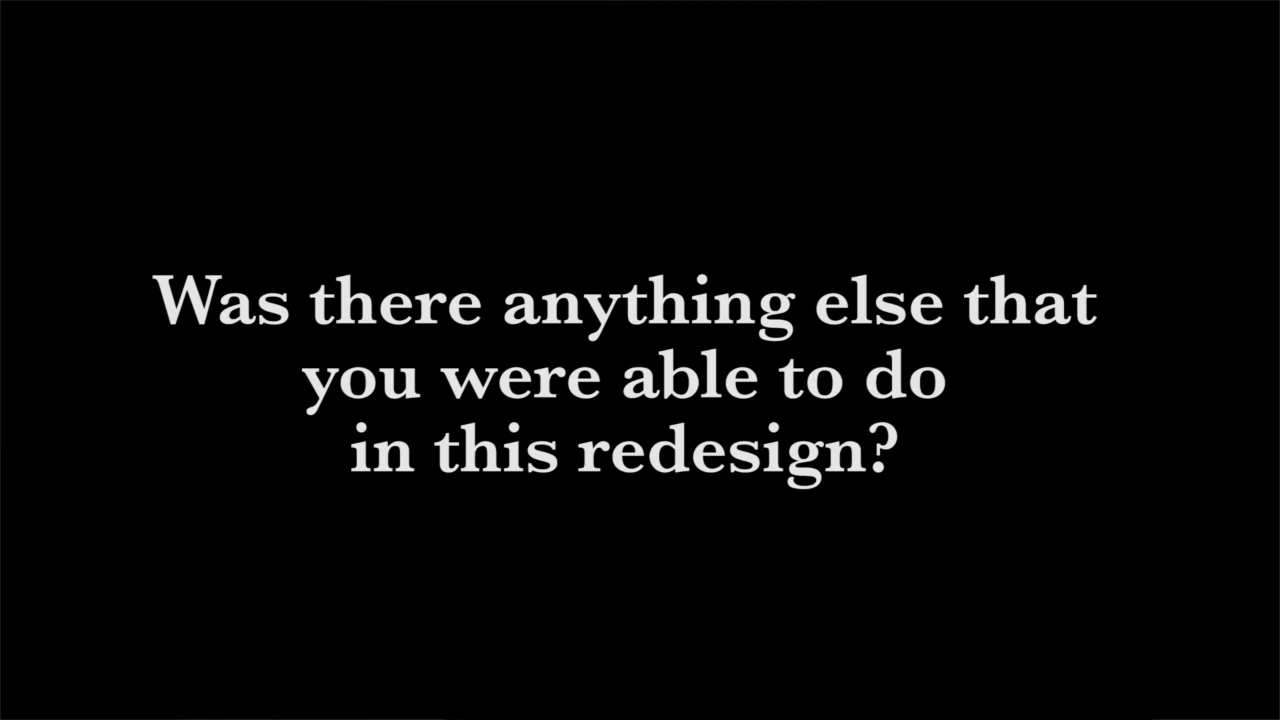 Was there anything else that
you were able to do
in this redesign?